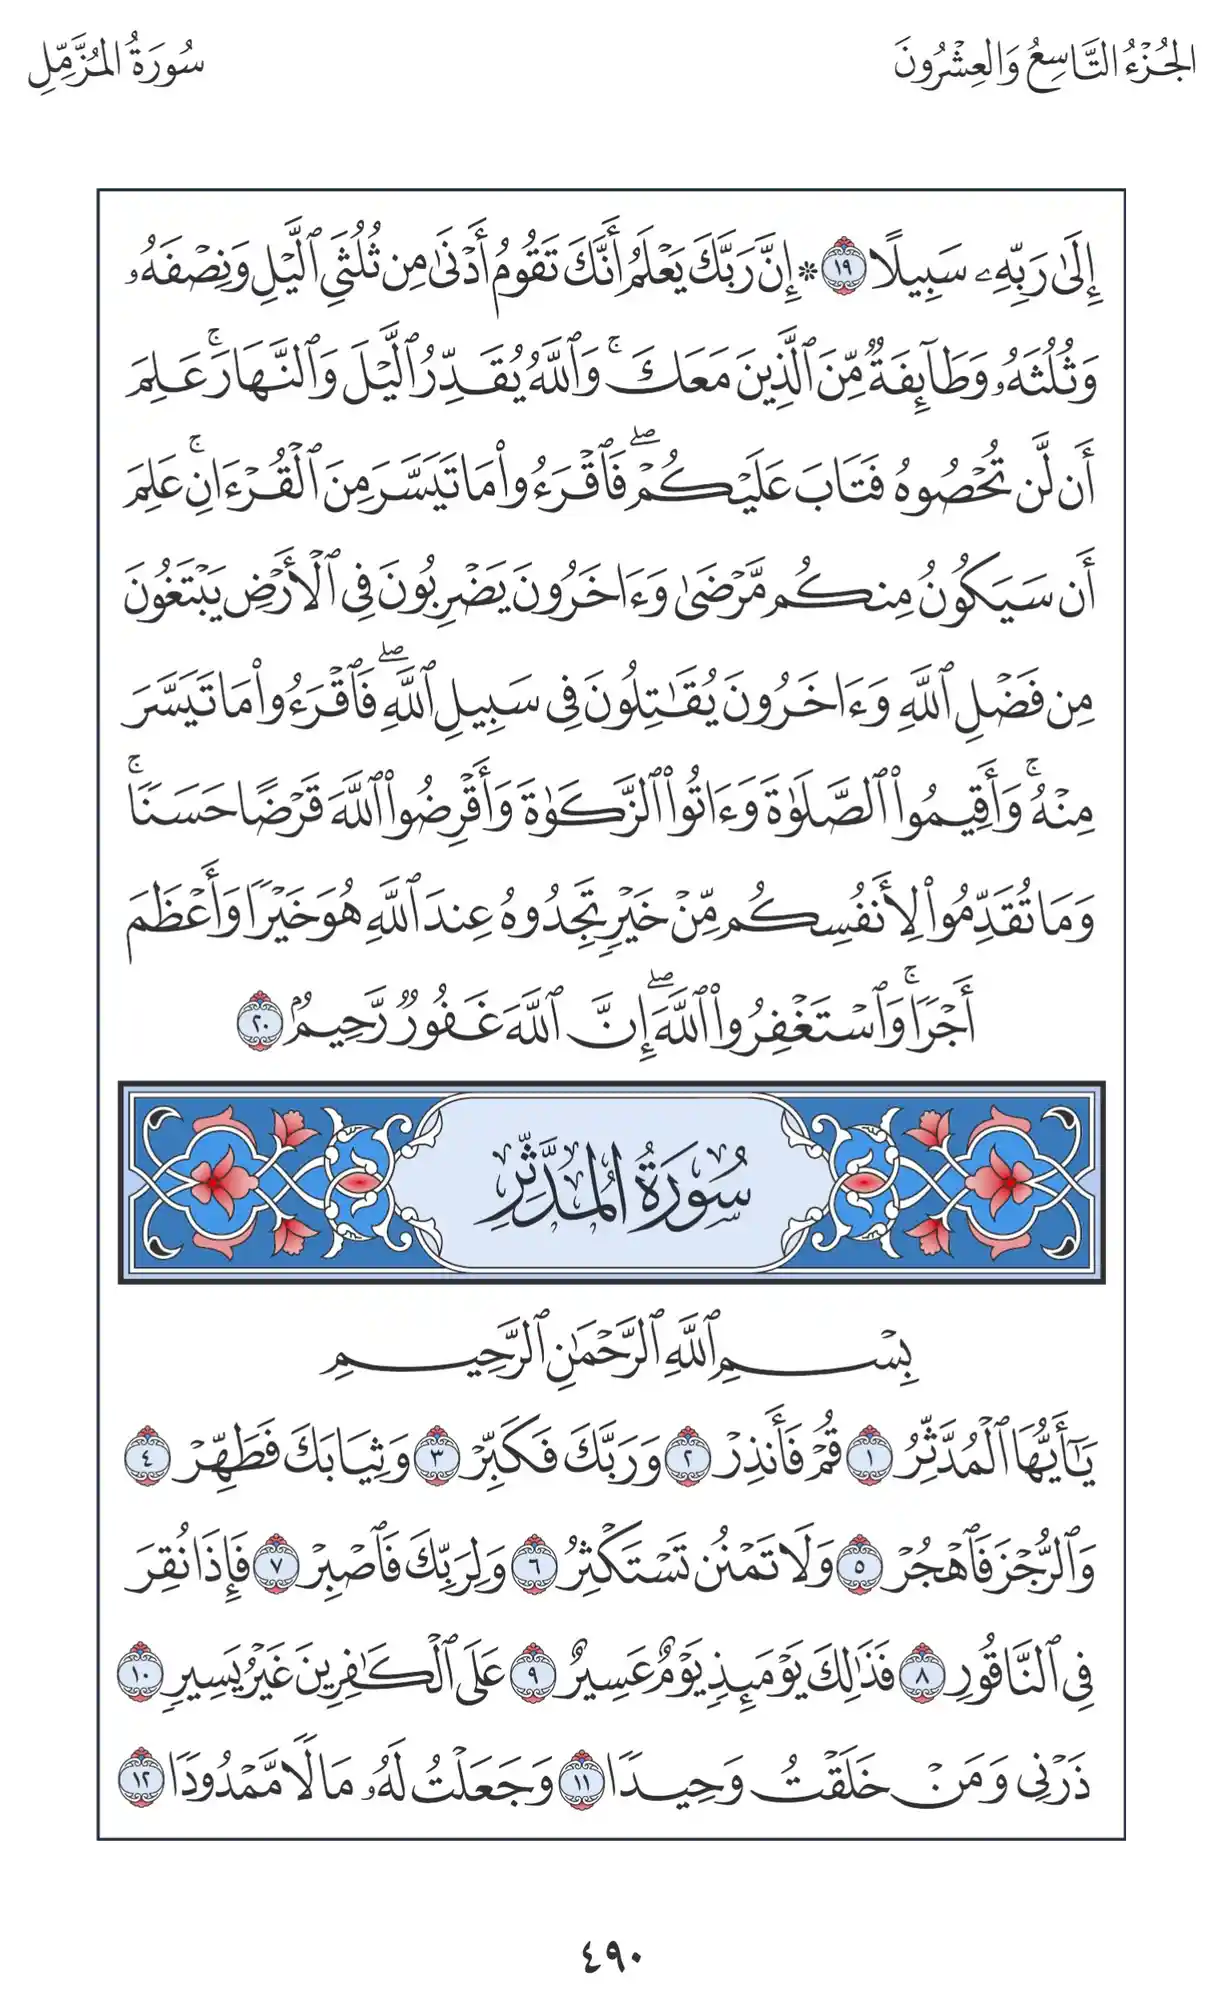 الجُزْءُ التَّاسِعُ وَالعِشْرُونَ
سُورَةُ المُزَّمِّلِ
إِلَىٰ رَبِّهِۦ سَبِيلًا ١٩ ۞ إِنَّ رَبَّكَ يَعْلَمُ أَنَّكَ تَقُومُ أَدْنَىٰ مِن ثُلُثَيِ ٱلَّيْلِ وَنِصْفَهُۥ
وَثُلُثَهُۥ وَطَآئِفَةٌ مِّنَ ٱلَّذِينَ مَعَكَۚ وَٱللَّهُ يُقَدِّرُ ٱلَّيْلَ وَٱلنَّهَارَۚ عَلِمَ
أَن لَّن تُحْصُوهُ فَتَابَ عَلَيْكُمْۖ فَٱقْرَءُوا۟ مَا تَيَسَّرَ مِنَ ٱلْقُرْءَانِۚ عَلِمَ
أَن سَيَكُونُ مِنكُم مَّرْضَىٰ وَءَاخَرُونَ يَضْرِبُونَ فِى ٱلْأَرْضِ يَبْتَغُونَ
مِن فَضْلِ ٱللَّهِ وَءَاخَرُونَ يُقَٰتِلُونَ فِى سَبِيلِ ٱللَّهِۖ فَٱقْرَءُوا۟ مَا تَيَسَّرَ
مِنْهُۚ وَأَقِيمُوا۟ ٱلصَّلَوٰةَ وَءَاتُوا۟ ٱلزَّكَوٰةَ وَأَقْرِضُوا۟ ٱللَّهَ قَرْضًا حَسَنًاۚ
وَمَا تُقَدِّمُوا۟ لِأَنفُسِكُم مِّنْ خَيْرٍ تَجِدُوهُ عِندَ ٱللَّهِ هُوَ خَيْرًا وَأَعْظَمَ
أَجْرًاۚ وَٱسْتَغْفِرُوا۟ ٱللَّهَۖ إِنَّ ٱللَّهَ غَفُورٌ رَّحِيمٌۢ ٢٠
سُورَةُ المُدَّثِّرِ
بِسْمِ ٱللَّهِ ٱلرَّحْمَٰنِ ٱلرَّحِيمِ
يَٰٓأَيُّهَا ٱلْمُدَّثِّرُ ١ قُمْ فَأَنذِرْ ٢ وَرَبَّكَ فَكَبِّرْ ٣ وَثِيَابَكَ فَطَهِّرْ ٤
وَٱلرُّجْزَ فَٱهْجُرْ ٥ وَلَا تَمْنُن تَسْتَكْثِرُ ٦ وَلِرَبِّكَ فَٱصْبِرْ ٧ فَإِذَا نُقِرَ
فِى ٱلنَّاقُورِ ٨ فَذَٰلِكَ يَوْمَئِذٍ يَوْمٌ عَسِيرٌ ٩ عَلَى ٱلْكَٰفِرِينَ غَيْرُ يَسِيرٍ ١٠
ذَرْنِى وَمَنْ خَلَقْتُ وَحِيدًا ١١ وَجَعَلْتُ لَهُۥ مَالًا مَّمْدُودًا ١٢
٤٩٠